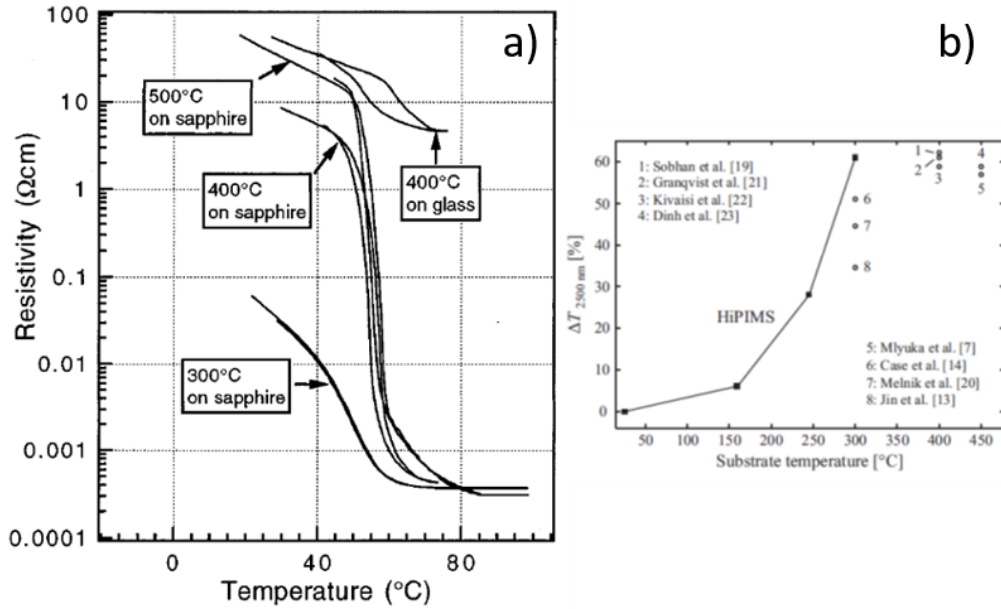 a)
100
10
1
0.1
0.01
0.001
0.0001
Resistivity (Ωcm)
500°C
on sapphire
400°C
on sapphire
400°C
on glass
300°C
on sapphire
0
40
80
Temperature (°C)
b)
60
50
40
30
20
10
0
ΔT 2500 nm [%]
1: Sobhan et al. [19]
2: Granqvist et al. [21]
3: Kivaisi et al. [22]
4: Dinh et al. [23]
1
2
3
4
5
6
7
8
HiPIMS
5: Mlyuka et al. [7]
6: Case et al. [14]
7: Melnik et al. [20]
8: Jin et al. [13]
50
100
150
200
250
300
350
400
450
Substrate temperature [°C]